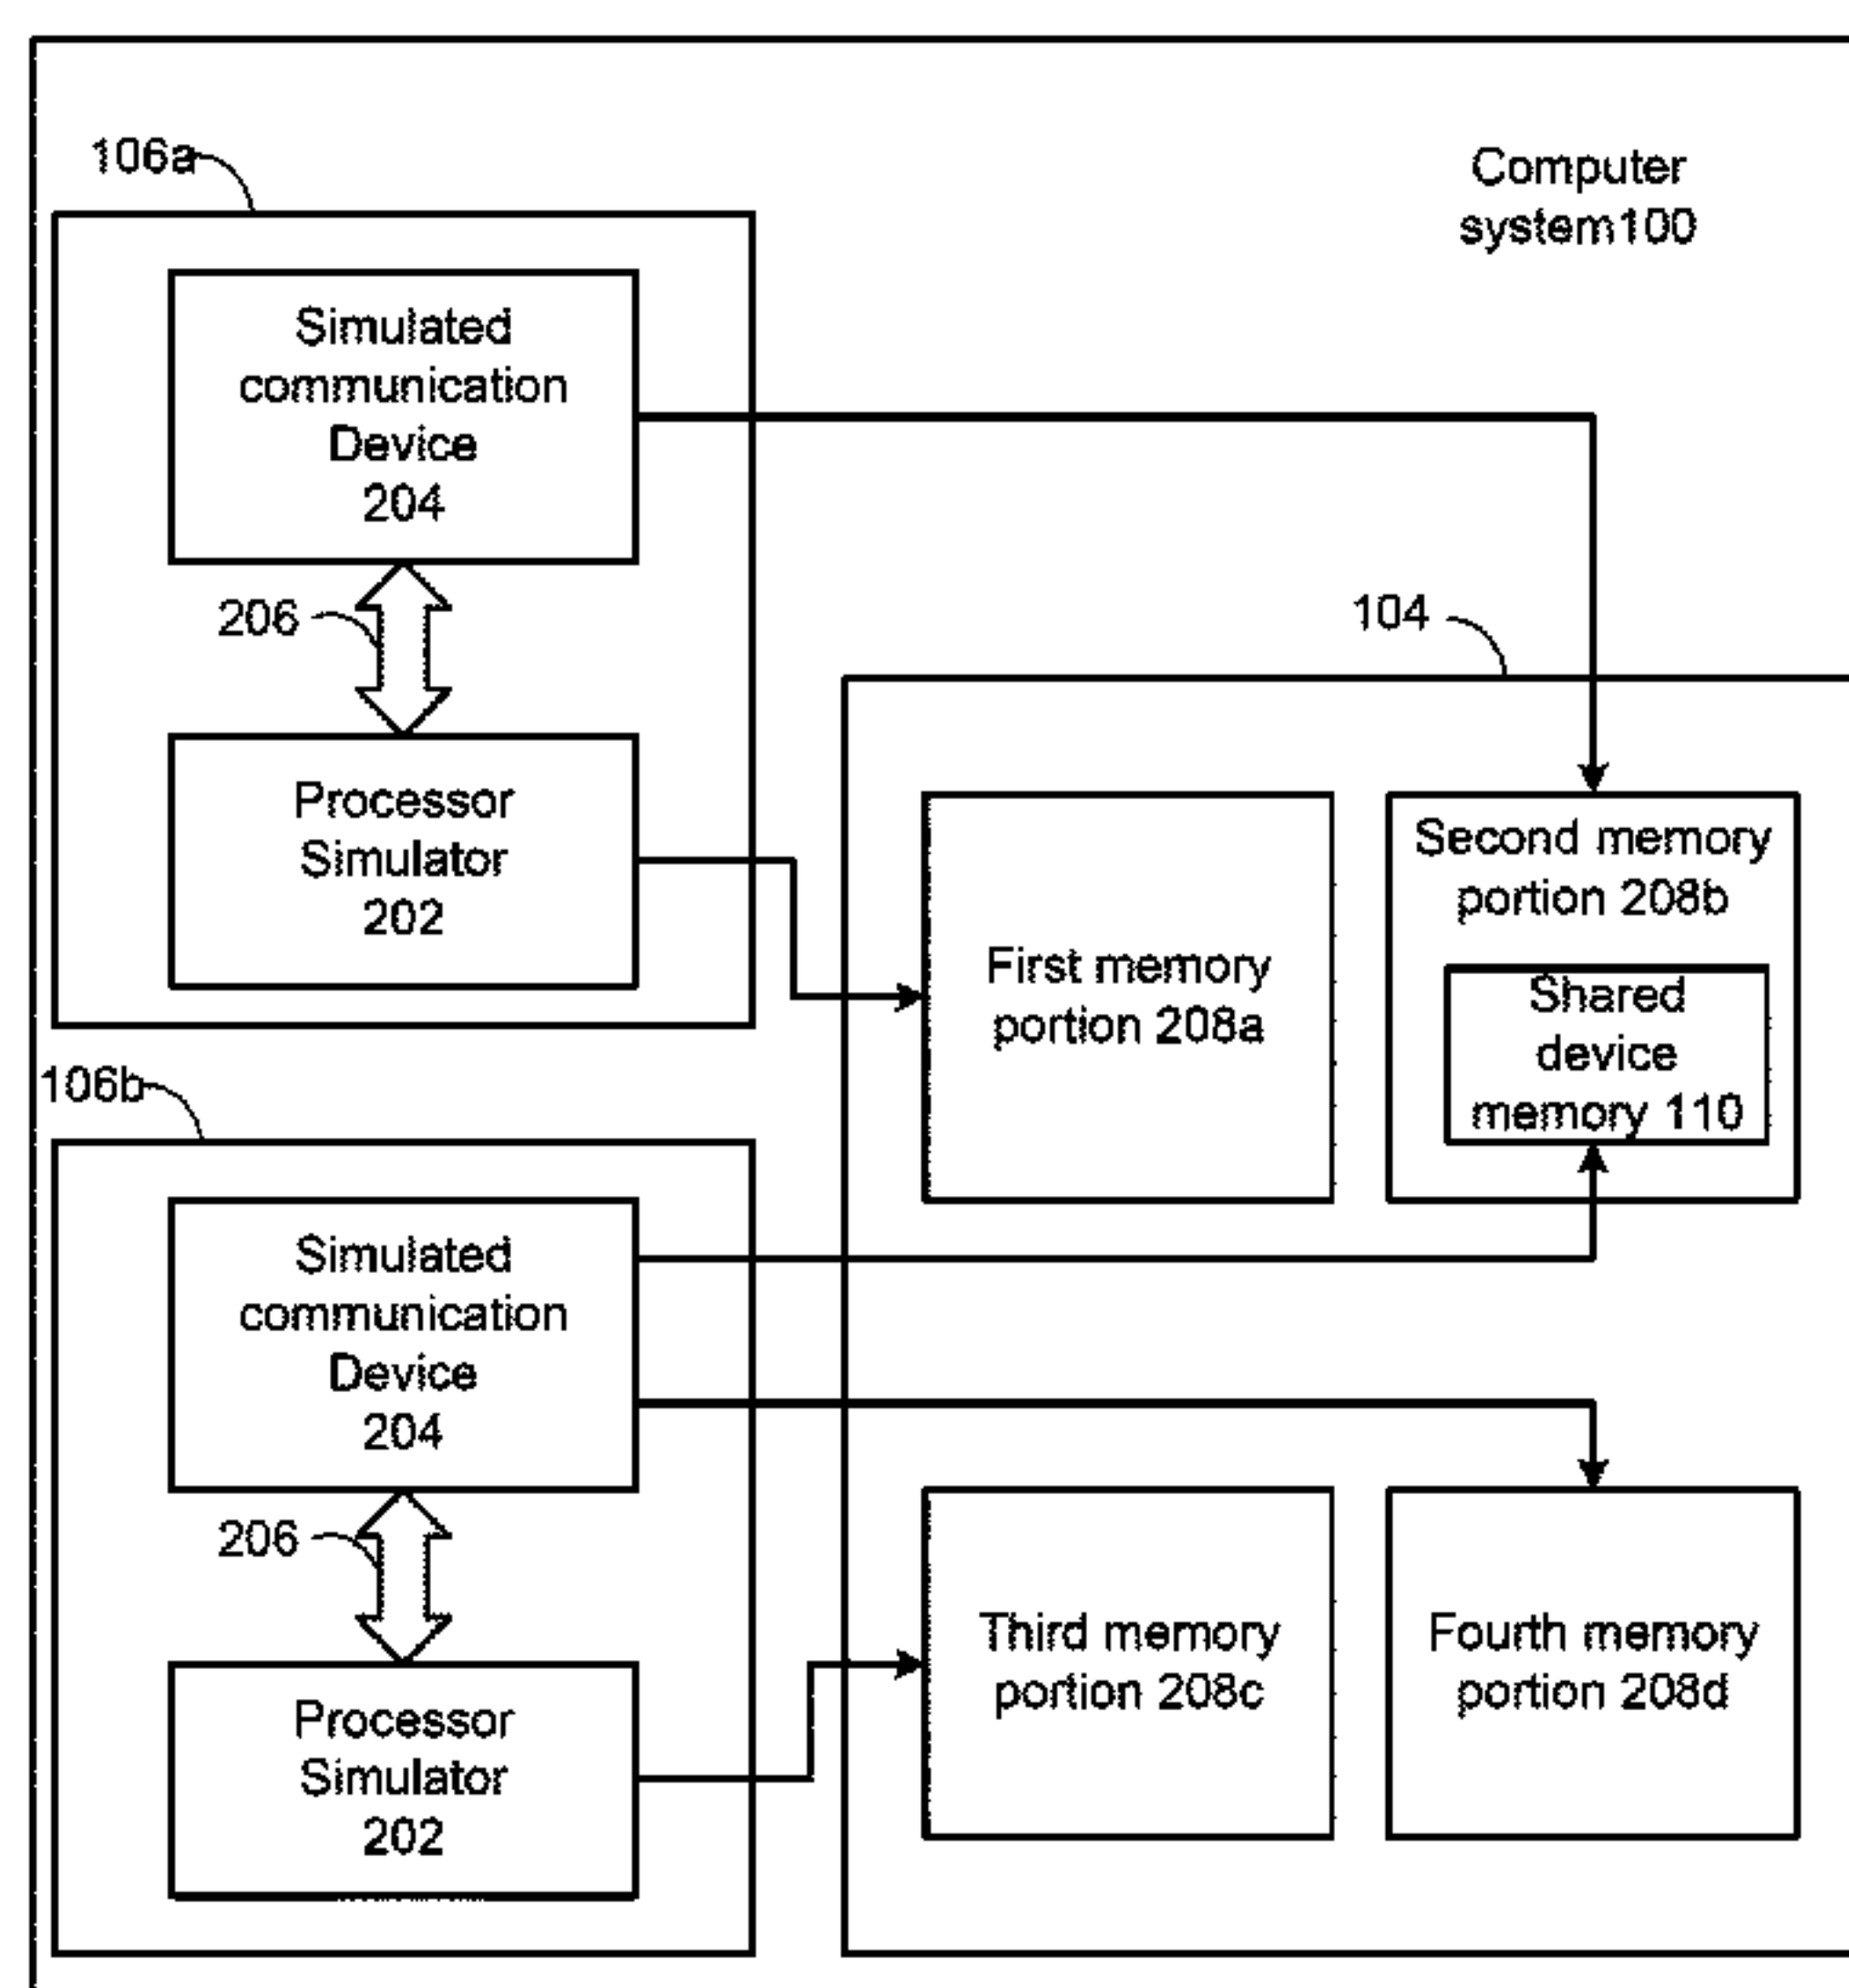 106a
Computer
system100
Simulated
communication
Device
204
206
104
Processor
Simulator
202
First memory
portion 208a
Second memory
portion 208b
Shared
device
memory 110
106b
Simulated
communication
Device
204
206
Processor
Simulator
202
Third memory
portion 208c
Fourth memory
portion 208d